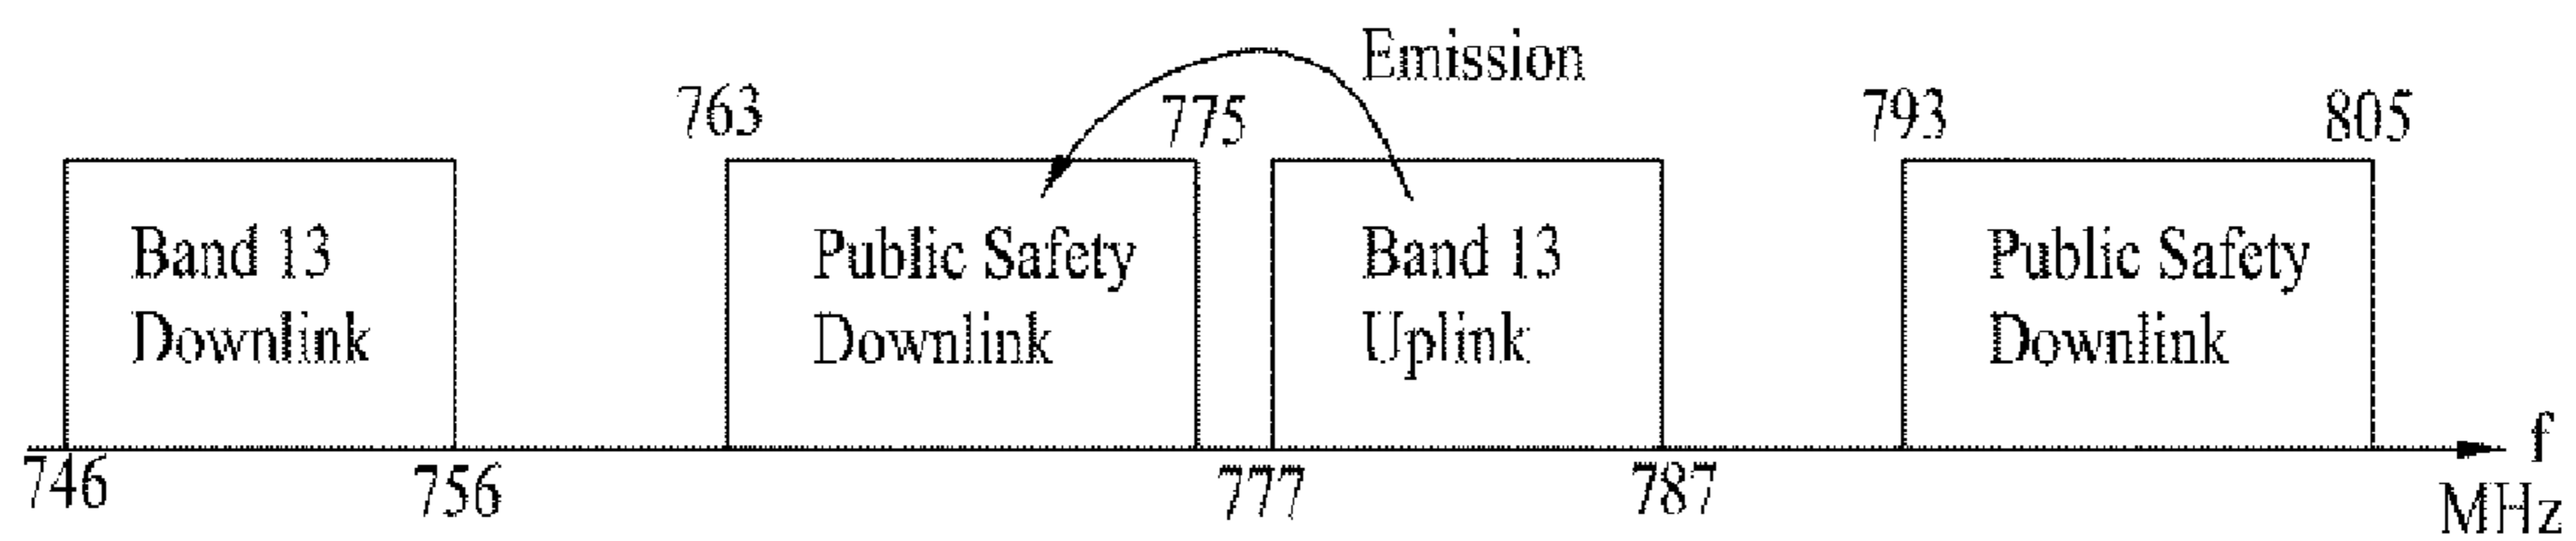 Emission
763
775
793
805
Band 13
Downlink
Public Safety
Downlink
Band 13
Uplink
Public Safety
Downlink
746
756
777
787
f
MHz